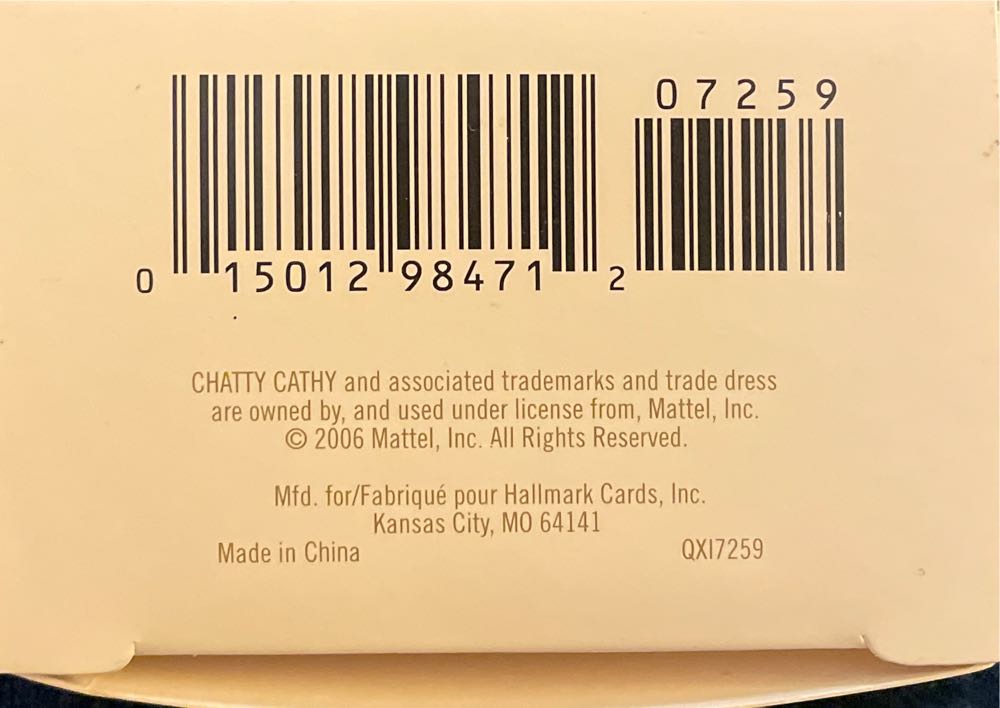 07259
0 15012 98471 2
CHATTY CATHY and associated trademarks and trade dress
are owned by, and used under license from, Mattel, Inc.
© 2006 Mattel, Inc. All Rights Reserved.
Mfd. for/Fabriqué pour Hallmark Cards, Inc.
Kansas City, MO 64141
Made in China QXI7259